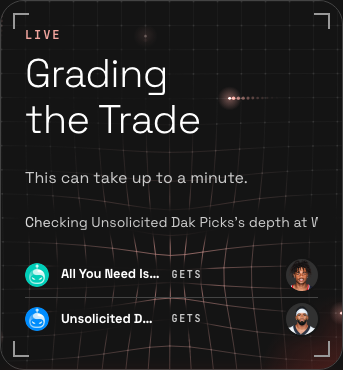 LIVE
Grading
the Trade
This can take up to a minute.
Checking Unsolicited Dak Picks's depth at
All You Need Is... GETS
Unsolicited D... GETS